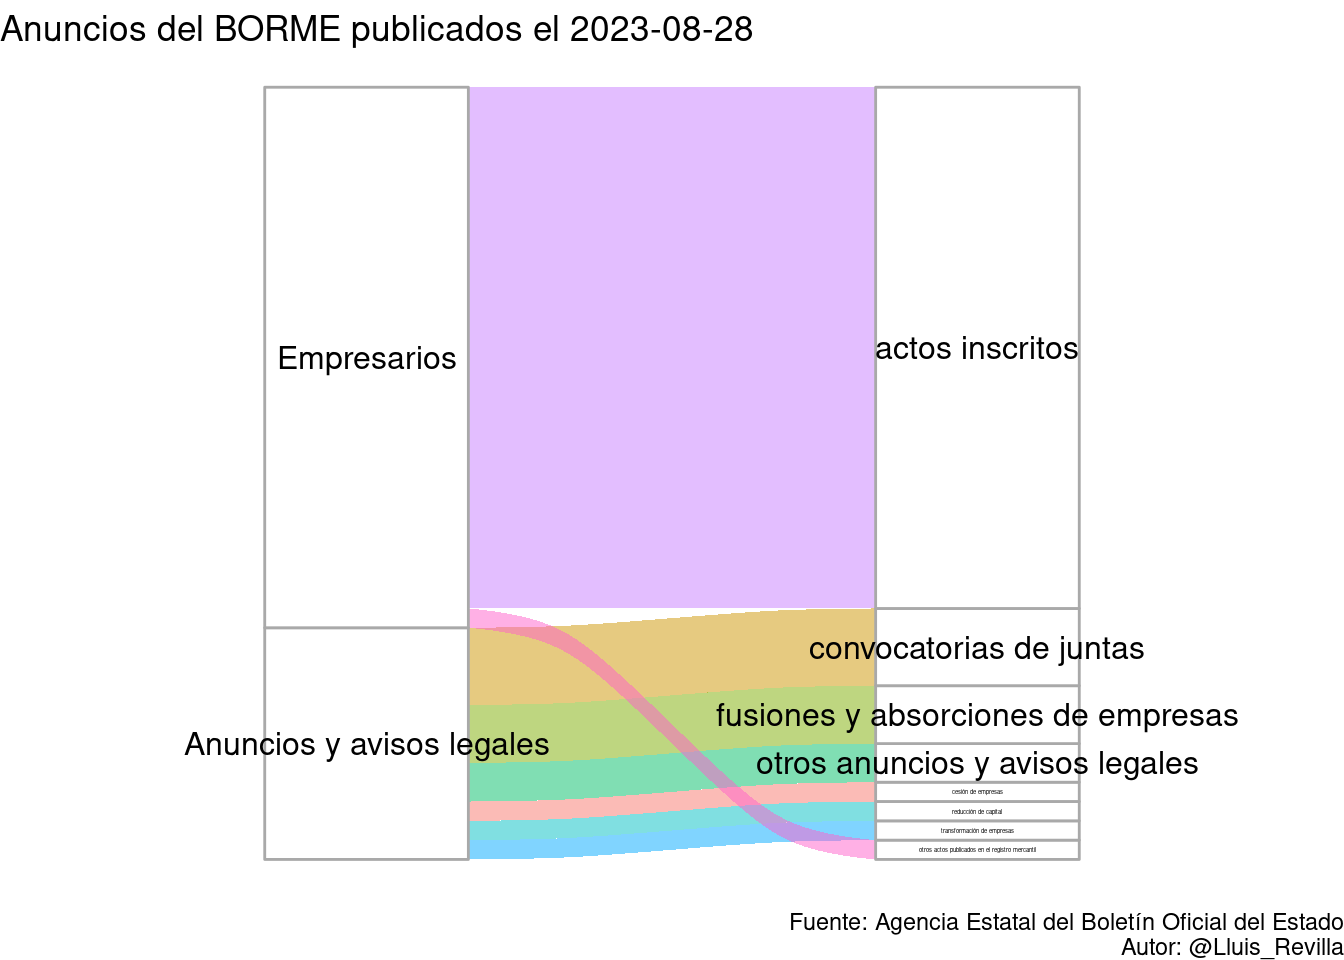 Anuncios del BORME publicados el 2023-08-28
Empresarios
actos inscritos
convocatorias de juntas
fusiones y absorciones de empresas
Anuncios y avisos legales
otros anuncios y avisos legales
cesión de empresas
reducción de capital
transformación de empresas
otros actos publicados en el registro mercantil
Fuente: Agencia Estatal del Boletín Oficial del Estado
Autor: @Lluis_Revilla